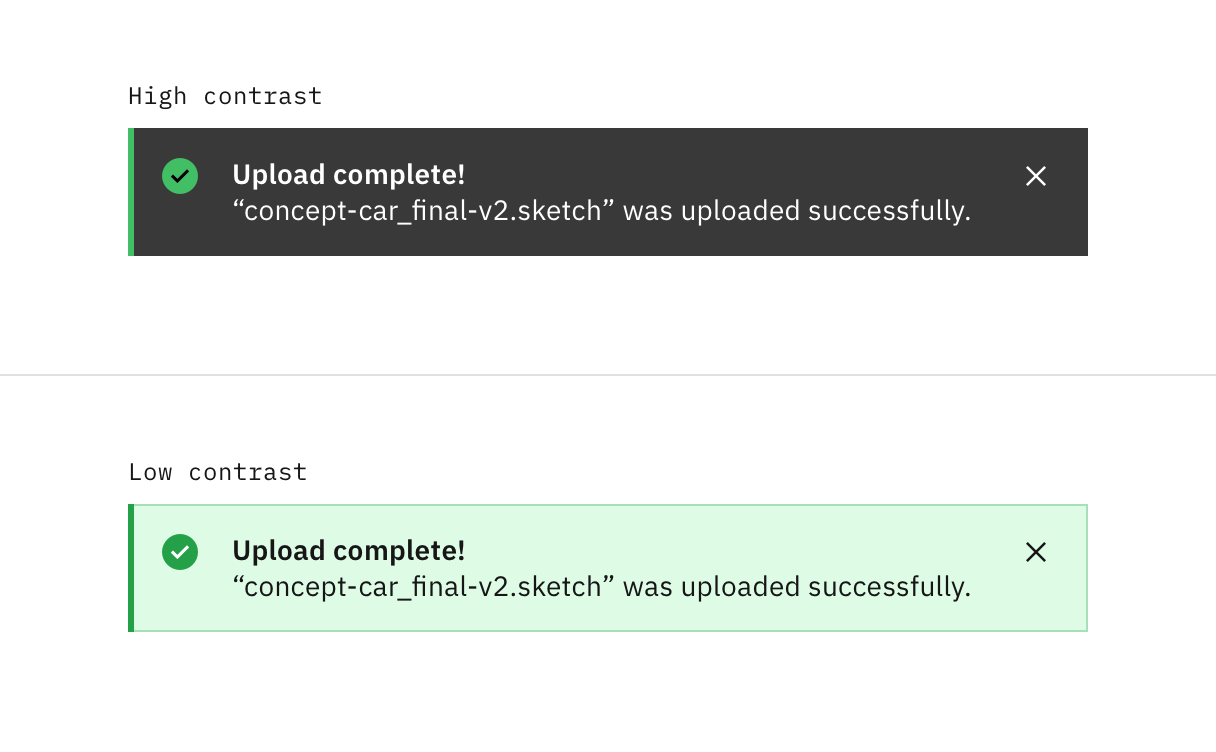 High contrast
Upload complete!
“concept-car_final-v2.sketch” was uploaded successfully.
Low contrast
Upload complete!
“concept-car_final-v2.sketch” was uploaded successfully.